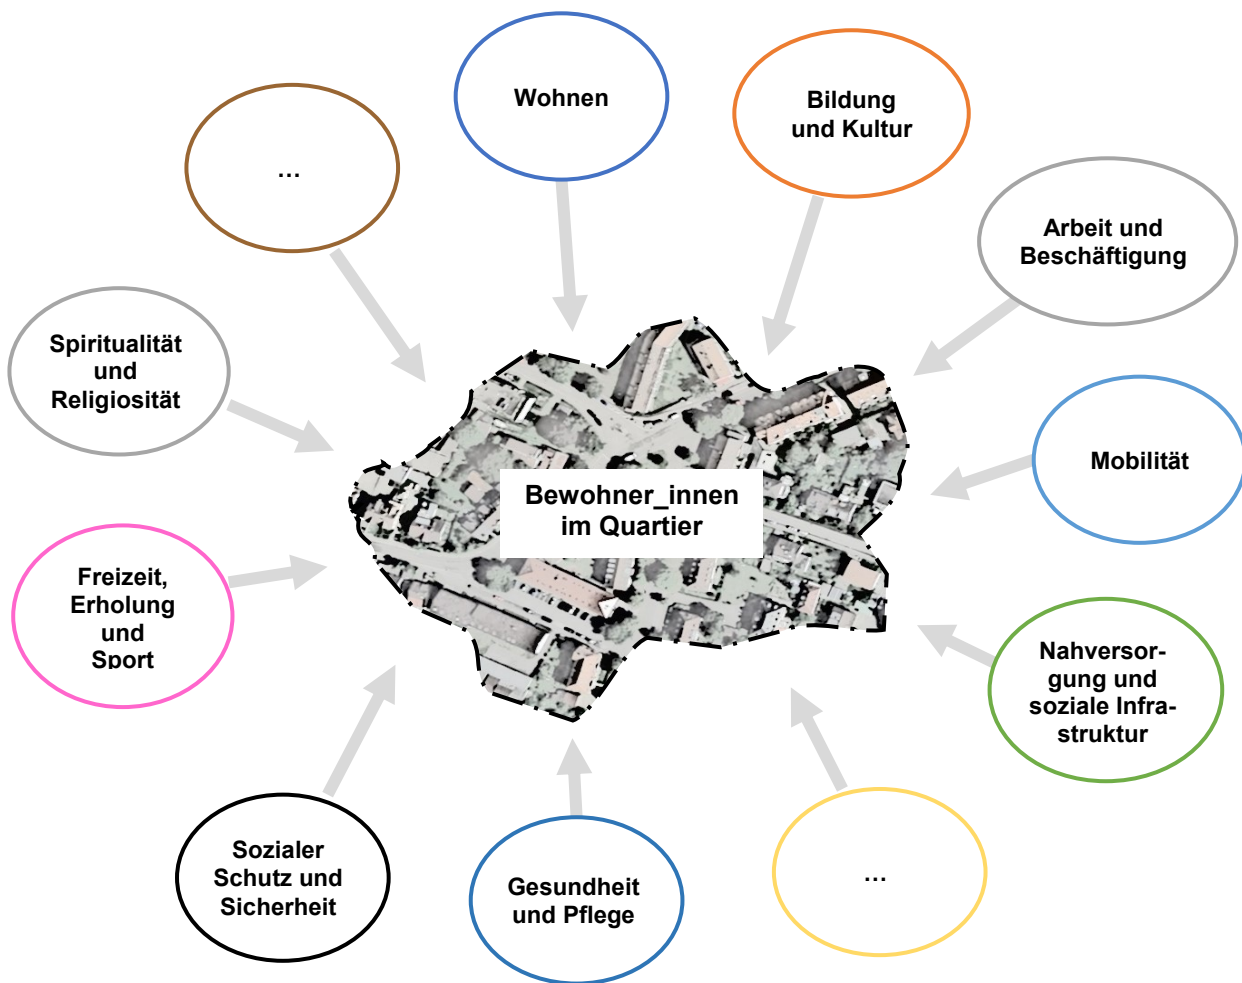 Wohnen
Bildung
und Kultur
...
Arbeit und
Beschäftigung
Spiritualität
und
Religiosität
Mobilität
Bewohner_innen
im Quartier
Freizeit,
Erholung
und
Sport
Nahversor-
gung und
soziale Infra-
struktur
Sozialer
Schutz und
Sicherheit
Gesundheit
und Pflege
...